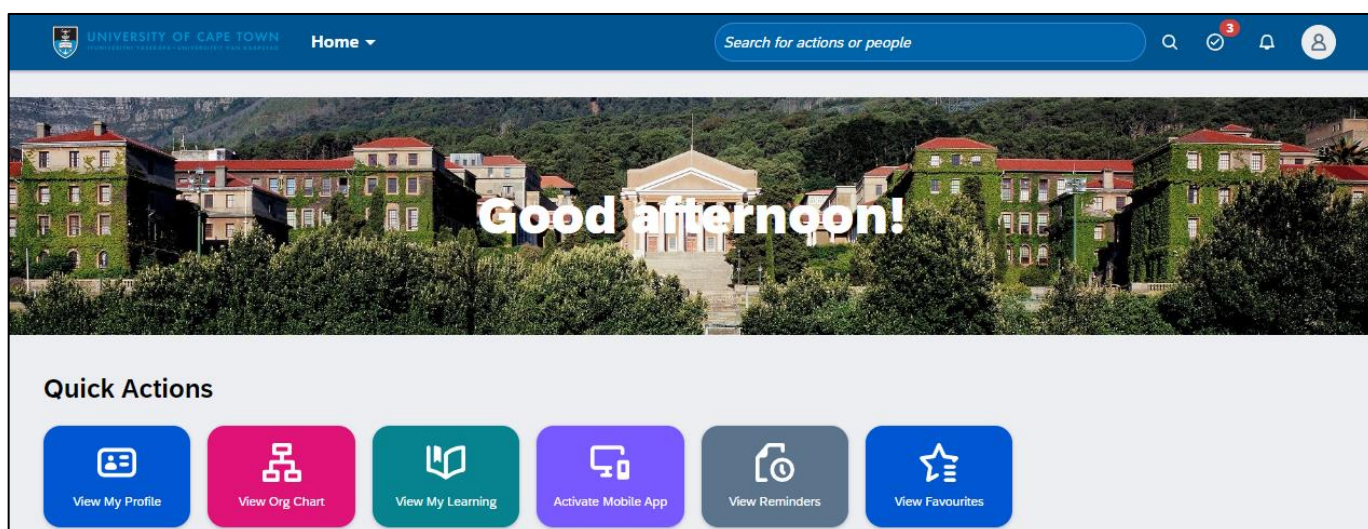 UNIVERSITY OF CAPE TOWN
Home
Search for actions or people
3
Good afternoon!
Quick Actions
View My Profile
View Org Chart
View My Learning
Activate Mobile App
View Reminders
View Favourites